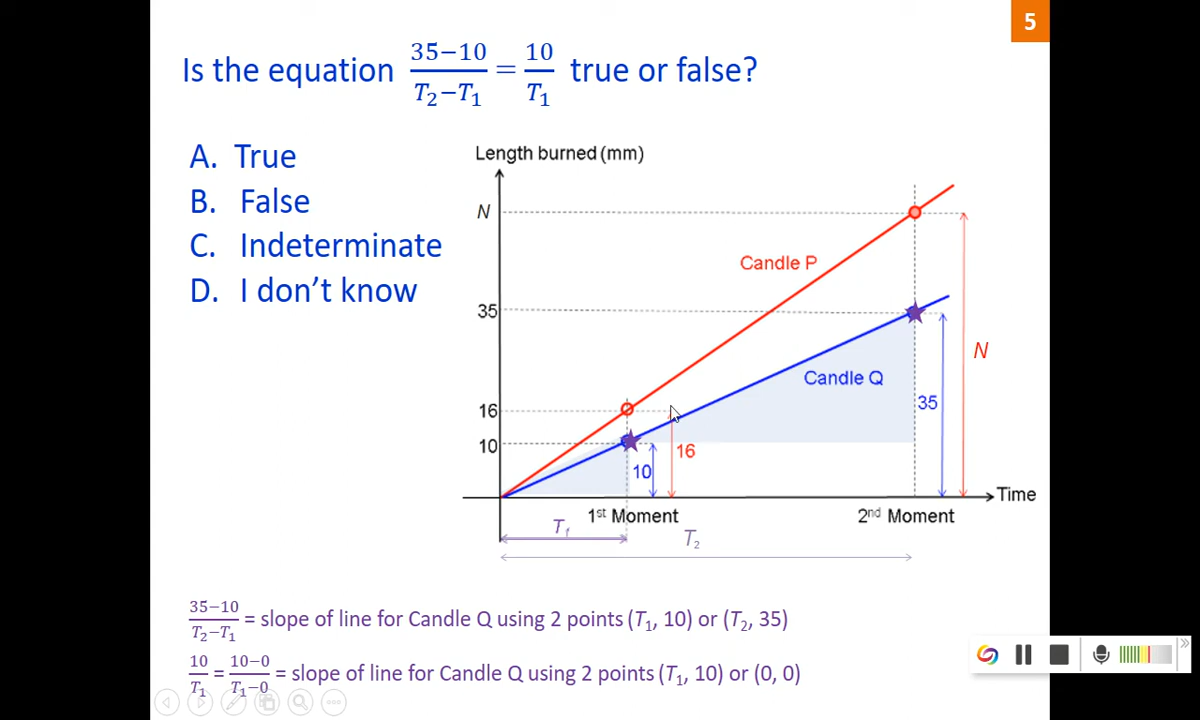 5
Is the equation (35−10)/(T₂−T₁) = 10/T₁ true or false?
A. True
B. False
C. Indeterminate
D. I don't know
Length burned (mm)
N
Candle P
35
N
Candle Q
35
16
10
16
10
Time
1st Moment
2nd Moment
T₁
T₂
(35−10)/(T₂−T₁) = slope of line for Candle Q using 2 points (T₁, 10) or (T₂, 35)
10/T₁ = (10−0)/(T₁−0) = slope of line for Candle Q using 2 points (T₁, 10) or (0, 0)